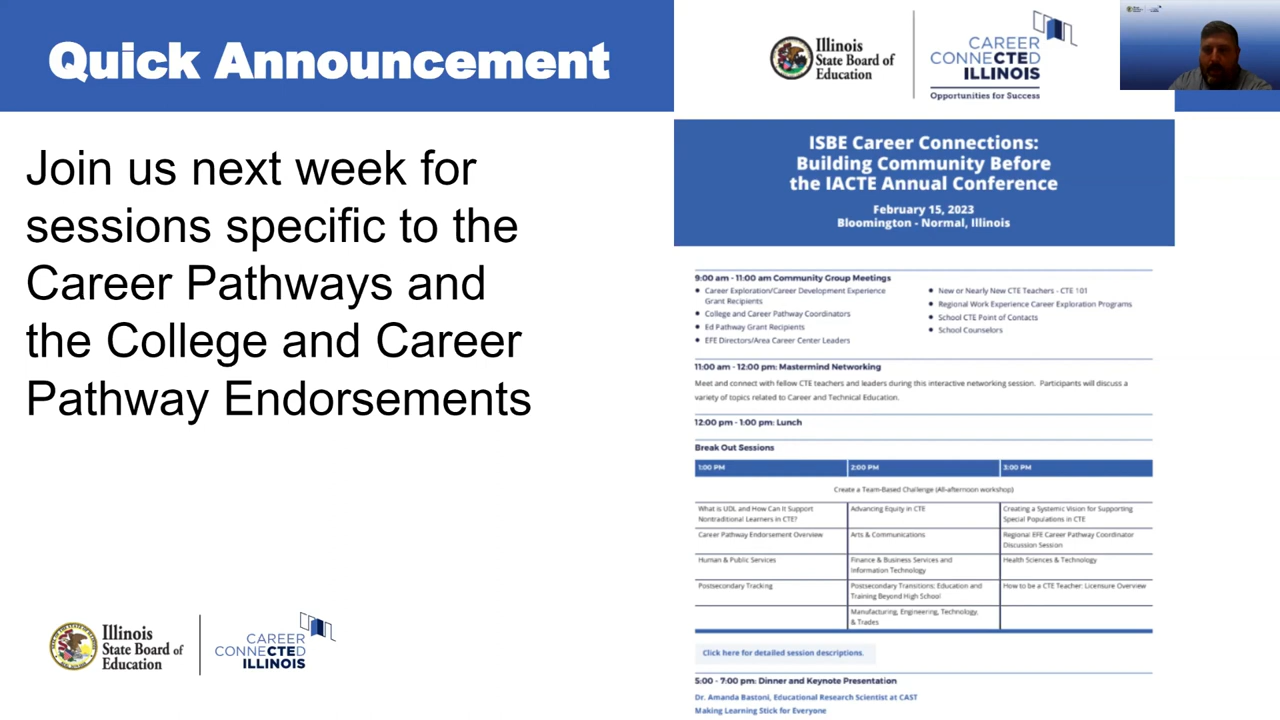 Quick Announcement
Join us next week for
sessions specific to the
Career Pathways and
the College and Career
Pathway Endorsements
Illinois
State Board of
Education
CAREER
CONNECTED
ILLINOIS
Illinois
State Board of
Education
CAREER
CONNECTED
ILLINOIS
Opportunities for Success
ISBE Career Connections:
Building Community Before
the IACTE Annual Conference
February 15, 2023
Bloomington - Normal, Illinois
9:00 am - 11:00 am Community Group Meetings
• Career Exploration/Career Development Experience
Grant Recipients
• College and Career Pathway Coordinators
• Ed Pathway Grant Recipients
• EFE Directors/Area Career Center Leaders
• New or Nearly New CTE Teachers - CTE 101
• Regional Work Experience Career Exploration Programs
• School CTE Point of Contacts
• School Counselors
11:00 am - 12:00 pm: Mastermind Networking
Meet and connect with fellow CTE teachers and leaders during this interactive networking session. Participants will discuss a
variety of topics related to Career and Technical Education.
12:00 pm - 1:00 pm: Lunch
Break Out Sessions
1:00 PM 2:00 PM 3:00 PM
Create a Team-Based Challenge (All-afternoon workshop)
What is UDL and How Can It Support
Nontraditional Learners in CTE?
Advancing Equity in CTE
Creating a Systemic Vision for Supporting
Special Populations in CTE
Career Pathway Endorsement Overview
Arts & Communications
Regional EFE Career Pathway Coordinator
Discussion Session
Human & Public Services
Finance & Business Services and
Information Technology
Health Sciences & Technology
Postsecondary Tracking
Postsecondary Transitions: Education and
Training Beyond High School
How to be a CTE Teacher: Licensure Overview
Manufacturing, Engineering, Technology,
& Trades
Click here for detailed session descriptions.
5:00 - 7:00 pm: Dinner and Keynote Presentation
Dr. Amanda Bastoni, Educational Research Scientist at CAST
Making Learning Stick for Everyone